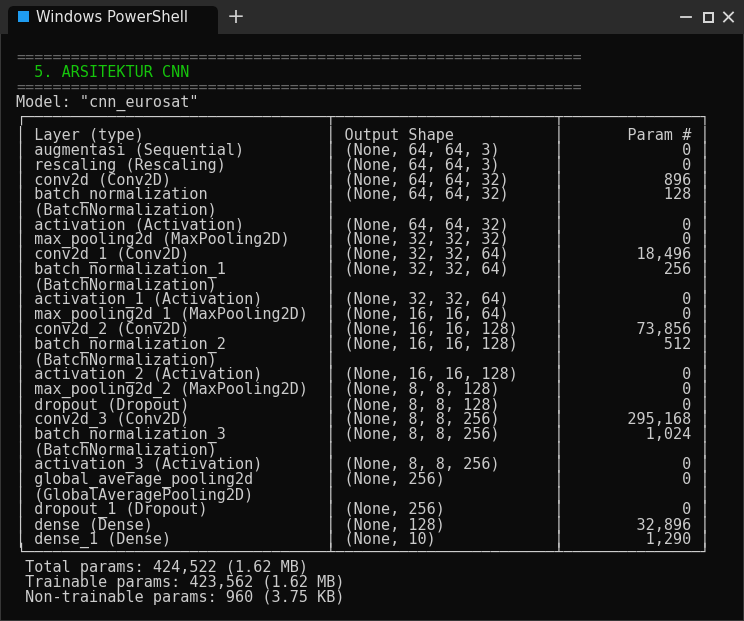 Windows PowerShell
==============================================================
5. ARSITEKTUR CNN
==============================================================
Model: "cnn_eurosat"
Layer (type) │ Output Shape │ Param #
augmentasi (Sequential) │ (None, 64, 64, 3) │ 0
rescaling (Rescaling) │ (None, 64, 64, 3) │ 0
conv2d (Conv2D) │ (None, 64, 64, 32) │ 896
batch_normalization │ (None, 64, 64, 32) │ 128
(BatchNormalization)
activation (Activation) │ (None, 64, 64, 32) │ 0
max_pooling2d (MaxPooling2D) │ (None, 32, 32, 32) │ 0
conv2d_1 (Conv2D) │ (None, 32, 32, 64) │ 18,496
batch_normalization_1 │ (None, 32, 32, 64) │ 256
(BatchNormalization)
activation_1 (Activation) │ (None, 32, 32, 64) │ 0
max_pooling2d_1 (MaxPooling2D) │ (None, 16, 16, 64) │ 0
conv2d_2 (Conv2D) │ (None, 16, 16, 128) │ 73,856
batch_normalization_2 │ (None, 16, 16, 128) │ 512
(BatchNormalization)
activation_2 (Activation) │ (None, 16, 16, 128) │ 0
max_pooling2d_2 (MaxPooling2D) │ (None, 8, 8, 128) │ 0
dropout (Dropout) │ (None, 8, 8, 128) │ 0
conv2d_3 (Conv2D) │ (None, 8, 8, 256) │ 295,168
batch_normalization_3 │ (None, 8, 8, 256) │ 1,024
(BatchNormalization)
activation_3 (Activation) │ (None, 8, 8, 256) │ 0
global_average_pooling2d │ (None, 256) │ 0
(GlobalAveragePooling2D)
dropout_1 (Dropout) │ (None, 256) │ 0
dense (Dense) │ (None, 128) │ 32,896
dense_1 (Dense) │ (None, 10) │ 1,290
Total params: 424,522 (1.62 MB)
Trainable params: 423,562 (1.62 MB)
Non-trainable params: 960 (3.75 KB)